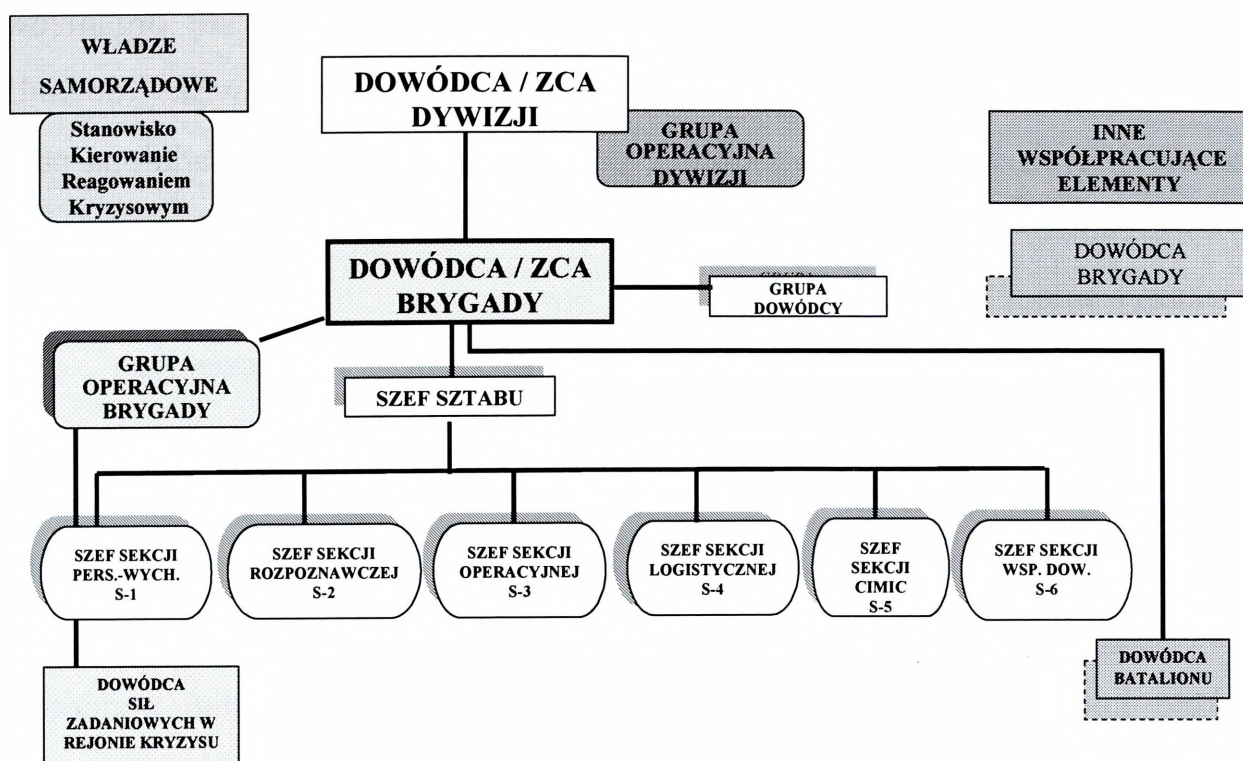 WŁADZE
SAMORZĄDOWE
Stanowisko
Kierowanie
Reagowaniem
Kryzysowym
DOWÓDCA / ZCA
DYWIZJI
GRUPA
OPERACYJNA
DYWIZJI
INNE
WSPÓŁPRACUJĄCE
ELEMENTY
DOWÓDCA
BRYGADY
DOWÓDCA / ZCA
BRYGADY
GRUPA
GRUPA
DOWÓDCY
GRUPA
OPERACYJNA
BRYGADY
SZEF SZTABU
SZEF SEKCJI
PERS.-WYCH.
S-1
SZEF SEKCJI
ROZPOZNAWCZEJ
S-2
SZEF SEKCJI
OPERACYJNEJ
S-3
SZEF SEKCJI
LOGISTYCZNEJ
S-4
SZEF
SEKCJI
CIMIC
S-5
SZEF SEKCJI
WSP. DOW.
S-6
DOWÓDCA
SIŁ
ZADANIOWYCH W
REJONIE KRYZYSU
DOWÓDCA
BATALIONU